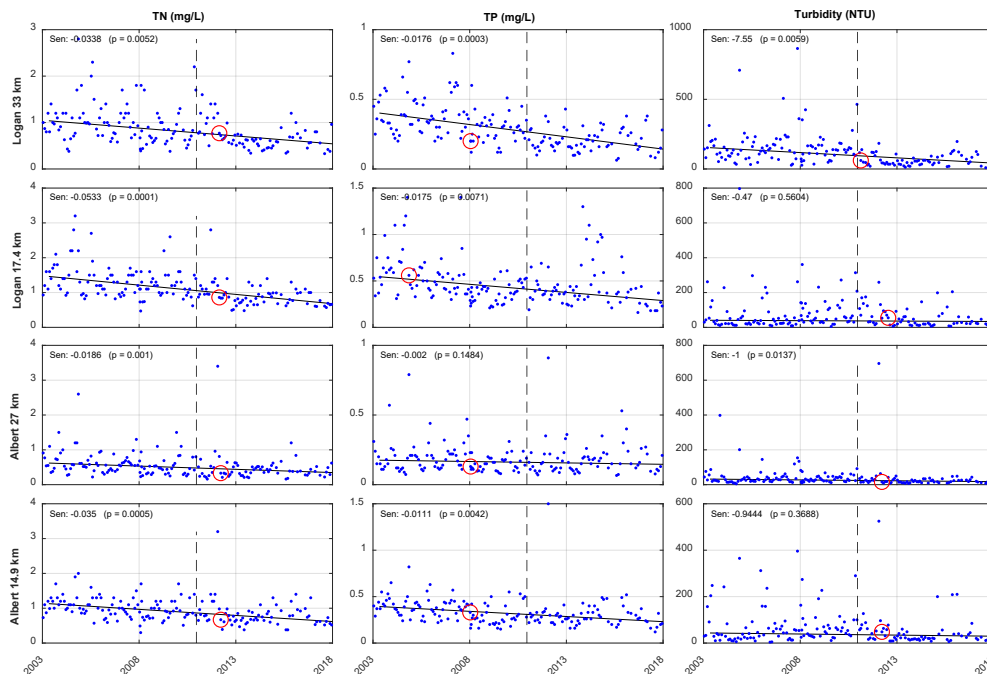 TN (mg/L) TP (mg/L) Turbidity (NTU)
Logan 33 km
3
2
1
0
Sen: -0.0338 (p = 0.0052)
1
0.5
0
Sen: -0.0176 (p = 0.0003)
1000
500
0
Sen: -7.55 (p = 0.0059)
Logan 17.4 km
4
3
2
1
0
Sen: -0.0533 (p = 0.0001)
1.5
1
0.5
0
Sen: -0.0175 (p = 0.0071)
800
600
400
200
0
Sen: -0.47 (p = 0.5604)
Albert 27 km
4
3
2
1
0
Sen: -0.0186 (p = 0.001)
1
0.5
0
Sen: -0.002 (p = 0.1484)
800
600
400
200
0
Sen: -1 (p = 0.0137)
Albert 14.9 km
4
3
2
1
0
Sen: -0.035 (p = 0.0005)
1.5
1
0.5
0
Sen: -0.0111 (p = 0.0042)
600
400
200
0
Sen: -0.9444 (p = 0.3688)
2003 2008 2013 2018 2003 2008 2013 2018 2003 2008 2013 2018